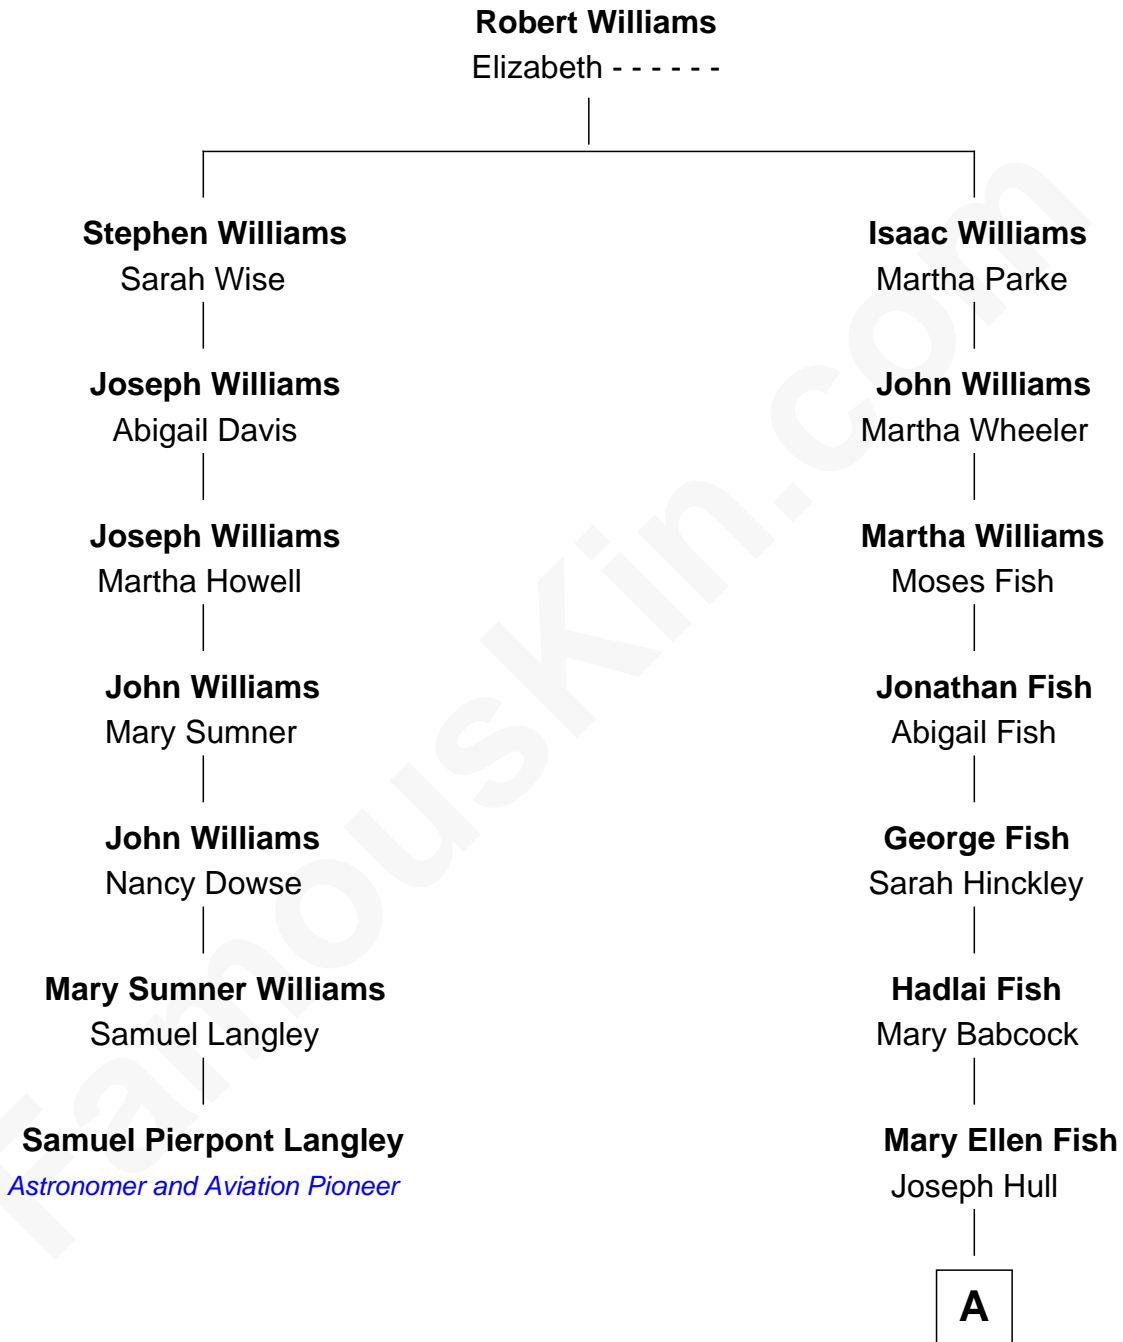 Robert Williams
Elizabeth - - - - - -
Stephen Williams
Sarah Wise
Joseph Williams
Abigail Davis
Joseph Williams
Martha Howell
John Williams
Mary Sumner
John Williams
Nancy Dowse
Mary Sumner Williams
Samuel Langley
Samuel Pierpont Langley
Astronomer and Aviation Pioneer
Isaac Williams
Martha Parke
John Williams
Martha Wheeler
Martha Williams
Moses Fish
Jonathan Fish
Abigail Fish
George Fish
Sarah Hinckley
Hadlai Fish
Mary Babcock
Mary Ellen Fish
Joseph Hull
A
FamousKin.com